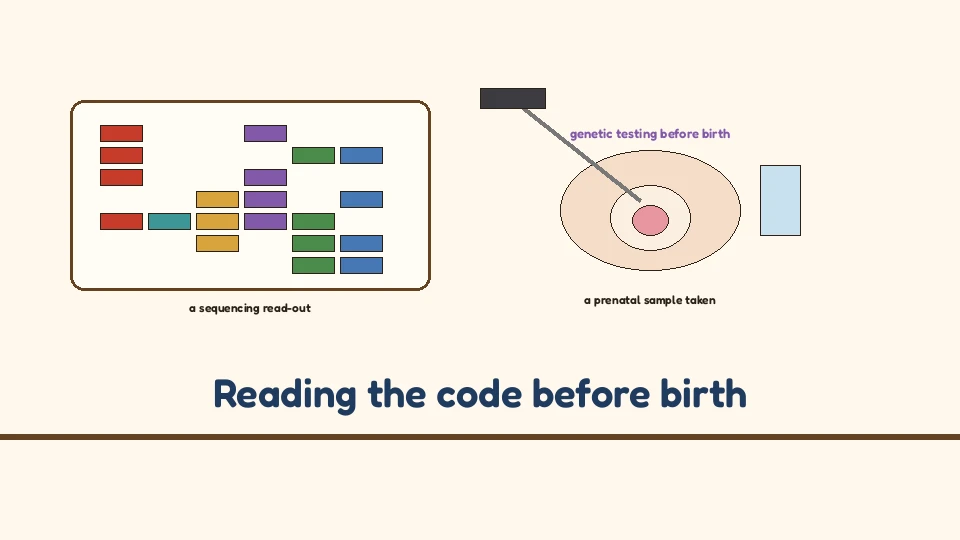 genetic testing before birth
a sequencing read-out
a prenatal sample taken
Reading the code before birth